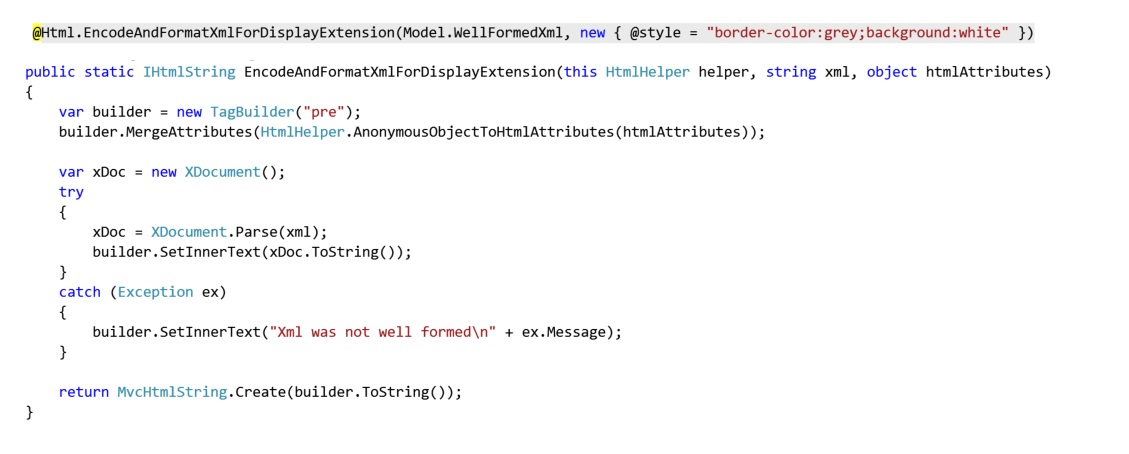 @Html.EncodeAndFormatXmlForDisplayExtension(Model.WellFormedXml, new { @style = "border-color:grey;background:white" })
public static IHtmlString EncodeAndFormatXmlForDisplayExtension(this HtmlHelper helper, string xml, object htmlAttributes)
{
    var builder = new TagBuilder("pre");
    builder.MergeAttributes(HtmlHelper.AnonymousObjectToHtmlAttributes(htmlAttributes));

    var xDoc = new XDocument();
    try
    {
        xDoc = XDocument.Parse(xml);
        builder.SetInnerText(xDoc.ToString());
    }
    catch (Exception ex)
    {
        builder.SetInnerText("Xml was not well formed\n" + ex.Message);
    }

    return MvcHtmlString.Create(builder.ToString());
}